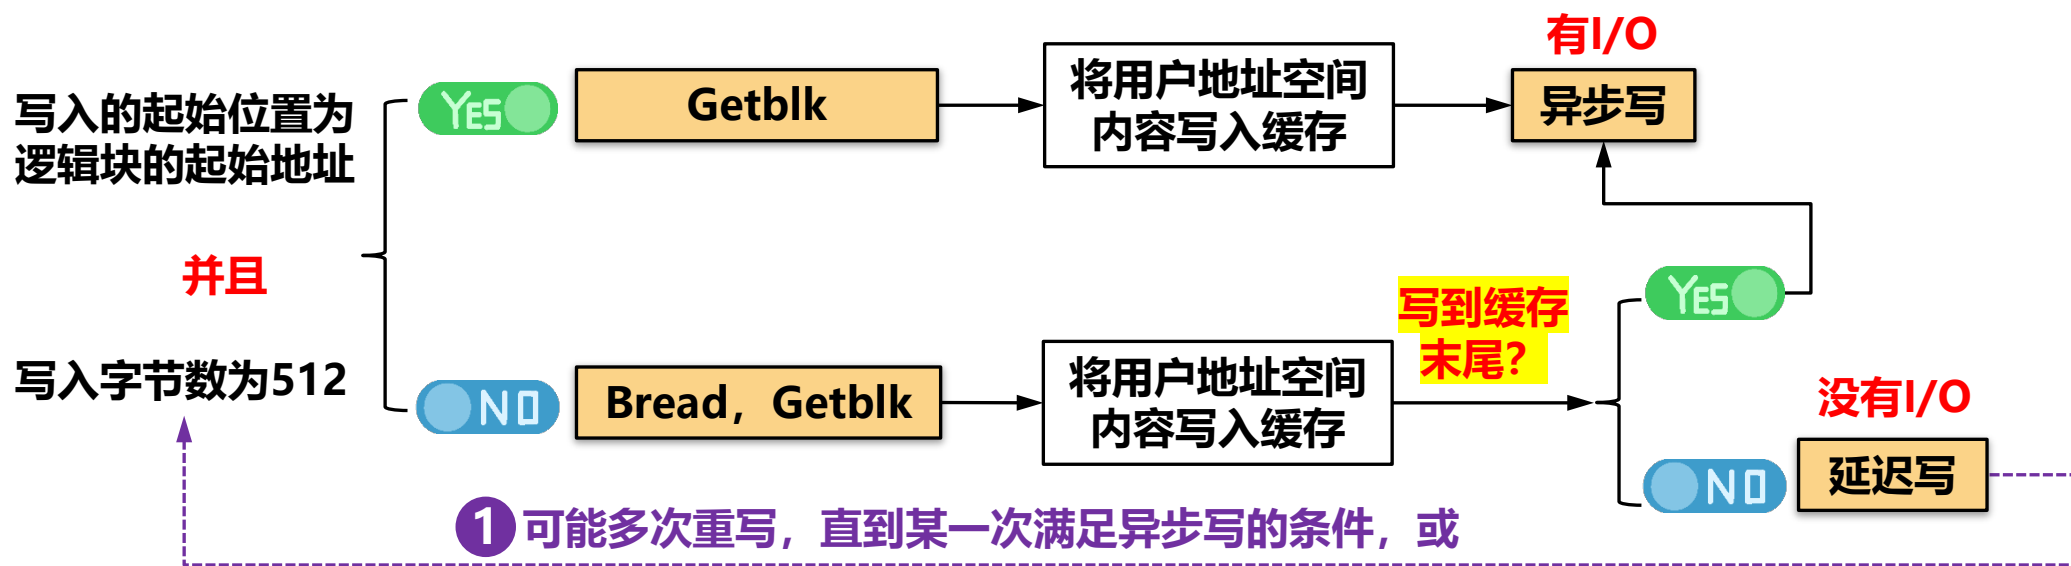 有I/O
写入的起始位置为
逻辑块的起始地址
YES
Getblk
将用户地址空间
内容写入缓存
异步写
并且
YES
写到缓存
末尾？
写入字节数为512
NO
Bread，Getblk
将用户地址空间
内容写入缓存
没有I/O
NO
延迟写
1 可能多次重写，直到某一次满足异步写的条件，或